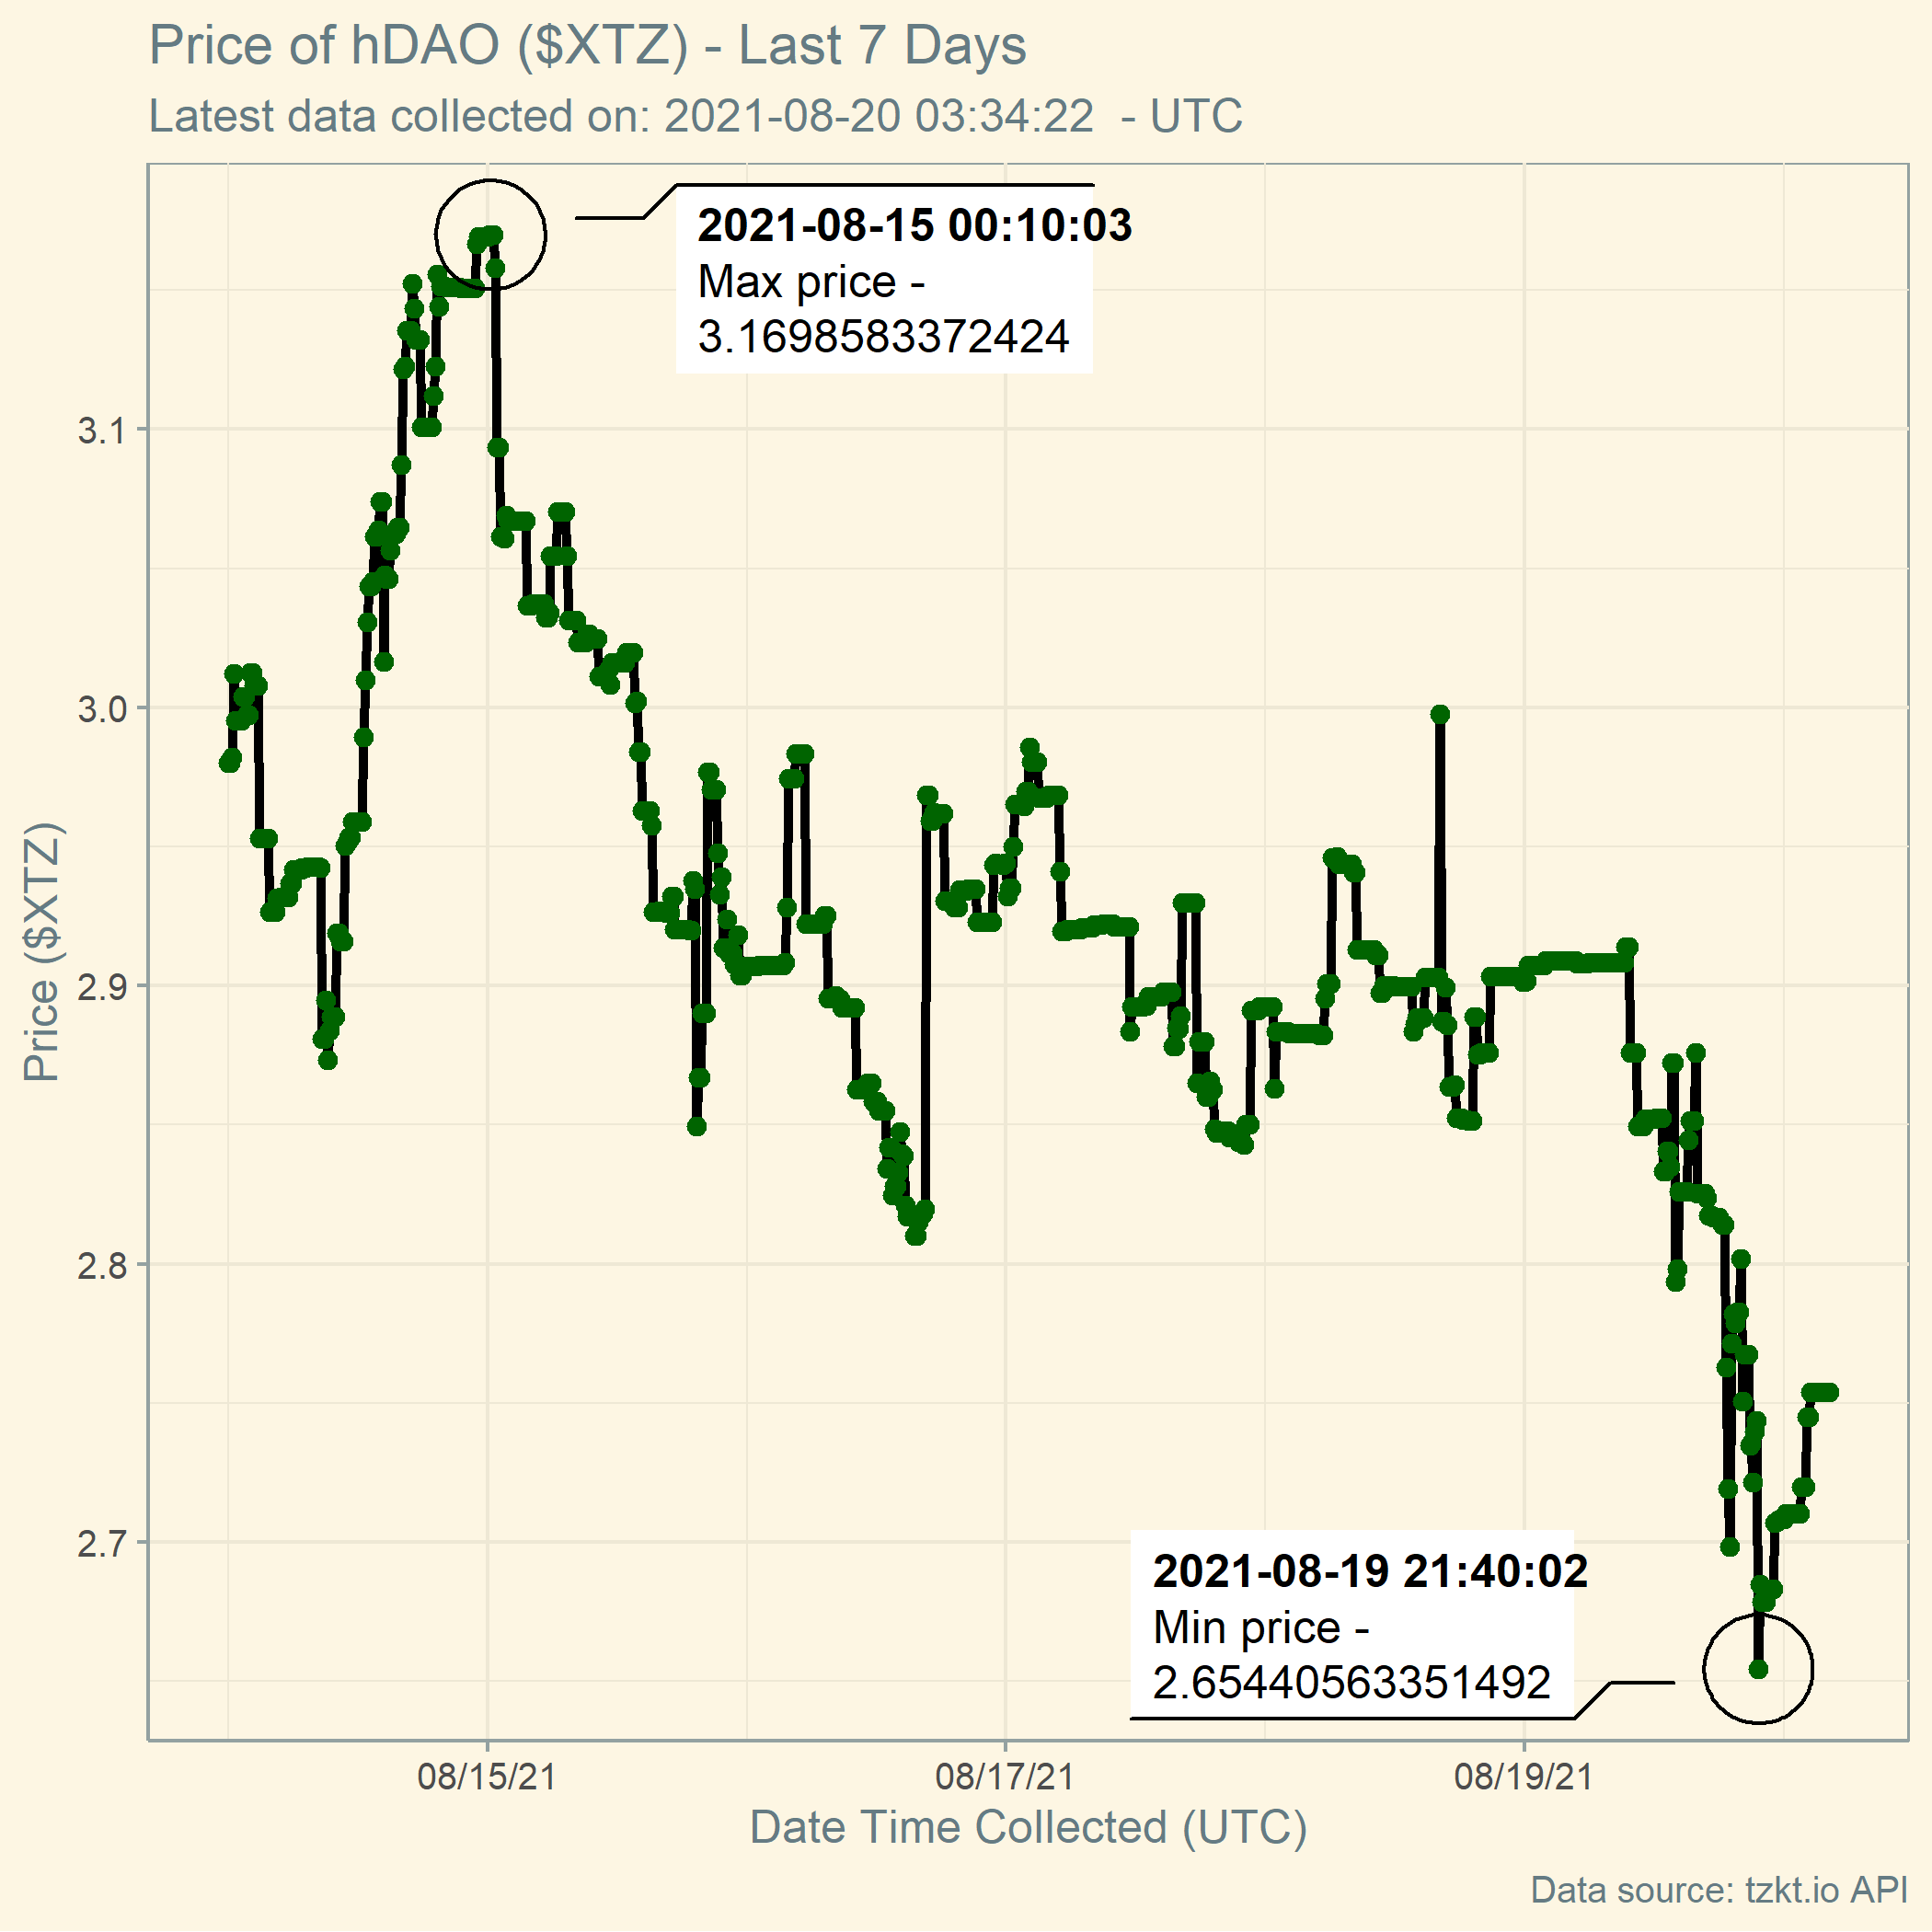 Price of hDAO ($XTZ) - Last 7 Days
Latest data collected on: 2021-08-20 03:34:22  - UTC
2021-08-15 00:10:03
Max price -
3.1698583372424
3.1
3.0
2.9
2.8
2.7
Price ($XTZ)
2021-08-19 21:40:02
Min price -
2.65440563351492
08/15/21
08/17/21
08/19/21
Date Time Collected (UTC)
Data source: tzkt.io API